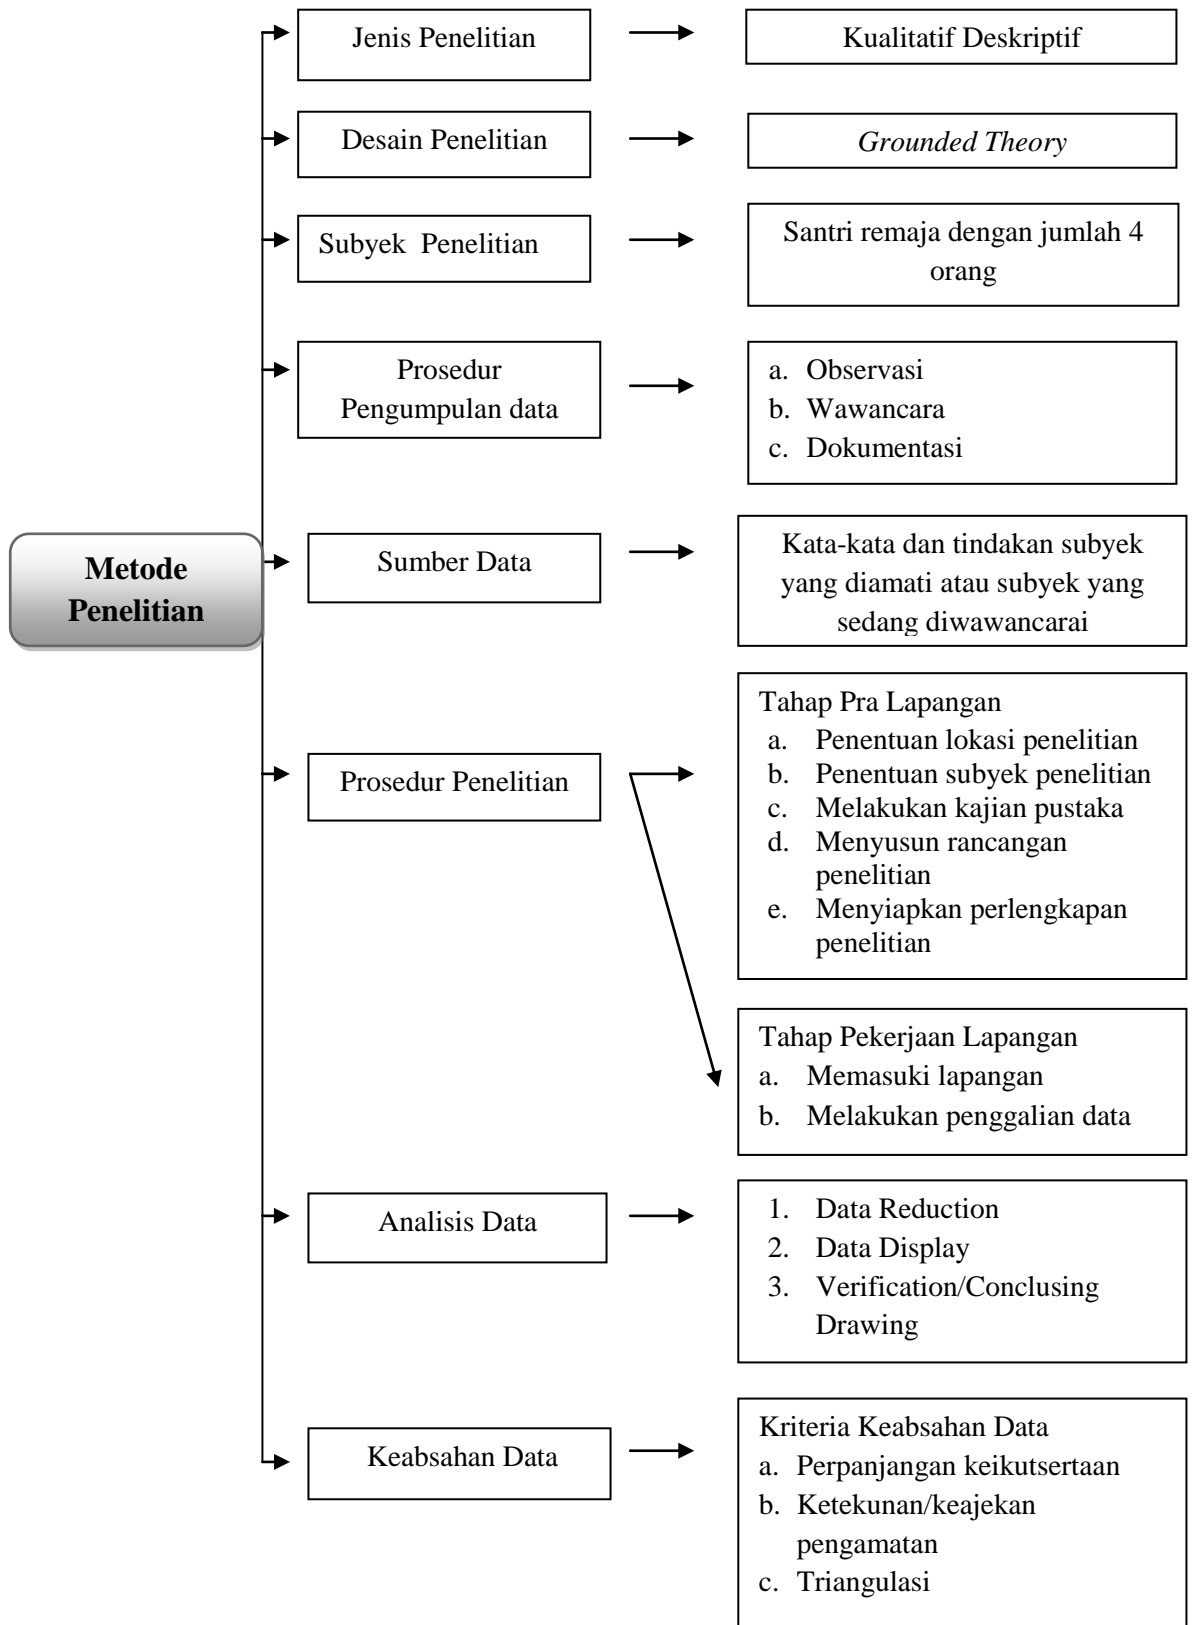 Jenis Penelitian
Kualitatif Deskriptif
Desain Penelitian
Grounded Theory
Subyek Penelitian
Santri remaja dengan jumlah 4
orang
Prosedur
Pengumpulan data
a. Observasi
b. Wawancara
c. Dokumentasi
Metode
Penelitian
Sumber Data
Kata-kata dan tindakan subyek
yang diamati atau subyek yang
sedang diwawancarai
Prosedur Penelitian
Tahap Pra Lapangan
a. Penentuan lokasi penelitian
b. Penentuan subyek penelitian
c. Melakukan kajian pustaka
d. Menyusun rancangan
penelitian
e. Menyiapkan perlengkapan
penelitian
Tahap Pekerjaan Lapangan
a. Memasuki lapangan
b. Melakukan penggalian data
Analisis Data
1. Data Reduction
2. Data Display
3. Verification/Conclusing
Drawing
Keabsahan Data
Kriteria Keabsahan Data
a. Perpanjangan keikutsertaan
b. Ketekunan/keajekan
pengamatan
c. Triangulasi